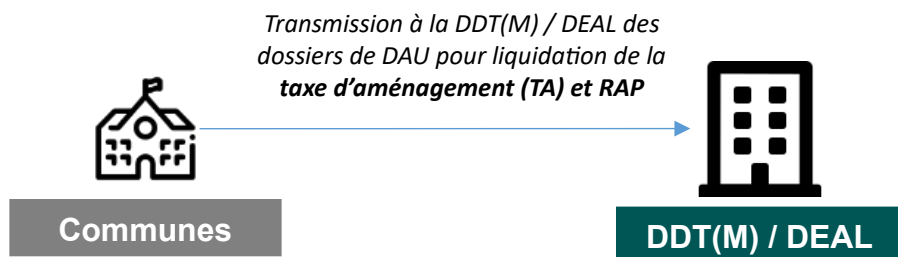 Transmission à la DDT(M) / DEAL des
dossiers de DAU pour liquidation de la
taxe d’aménagement (TA) et RAP
Communes
DDT(M) / DEAL